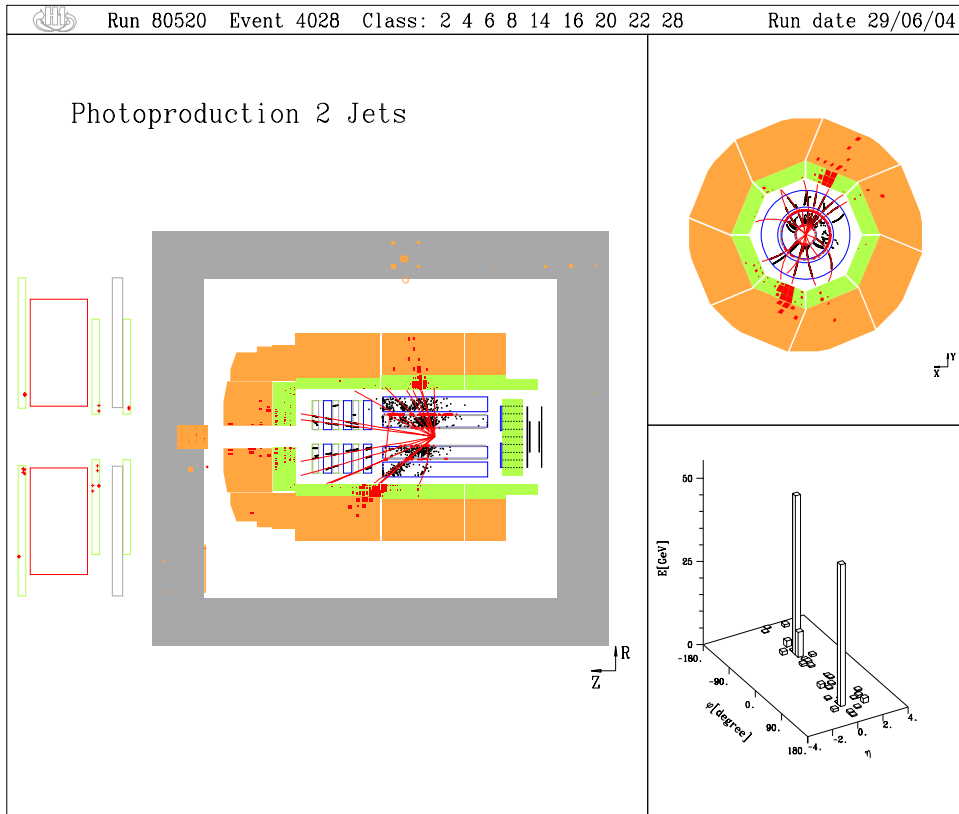 Run 80520 Event 4028 Class: 2 4 6 8 14 16 20 22 28 Run date 29/06/04
Photoproduction 2 Jets
R
Z
Y
X
E[GeV]
50
25
0
-180.
-90.
0.
90.
180.
φ[degree]
-4.
-2.
0.
2.
4.
η